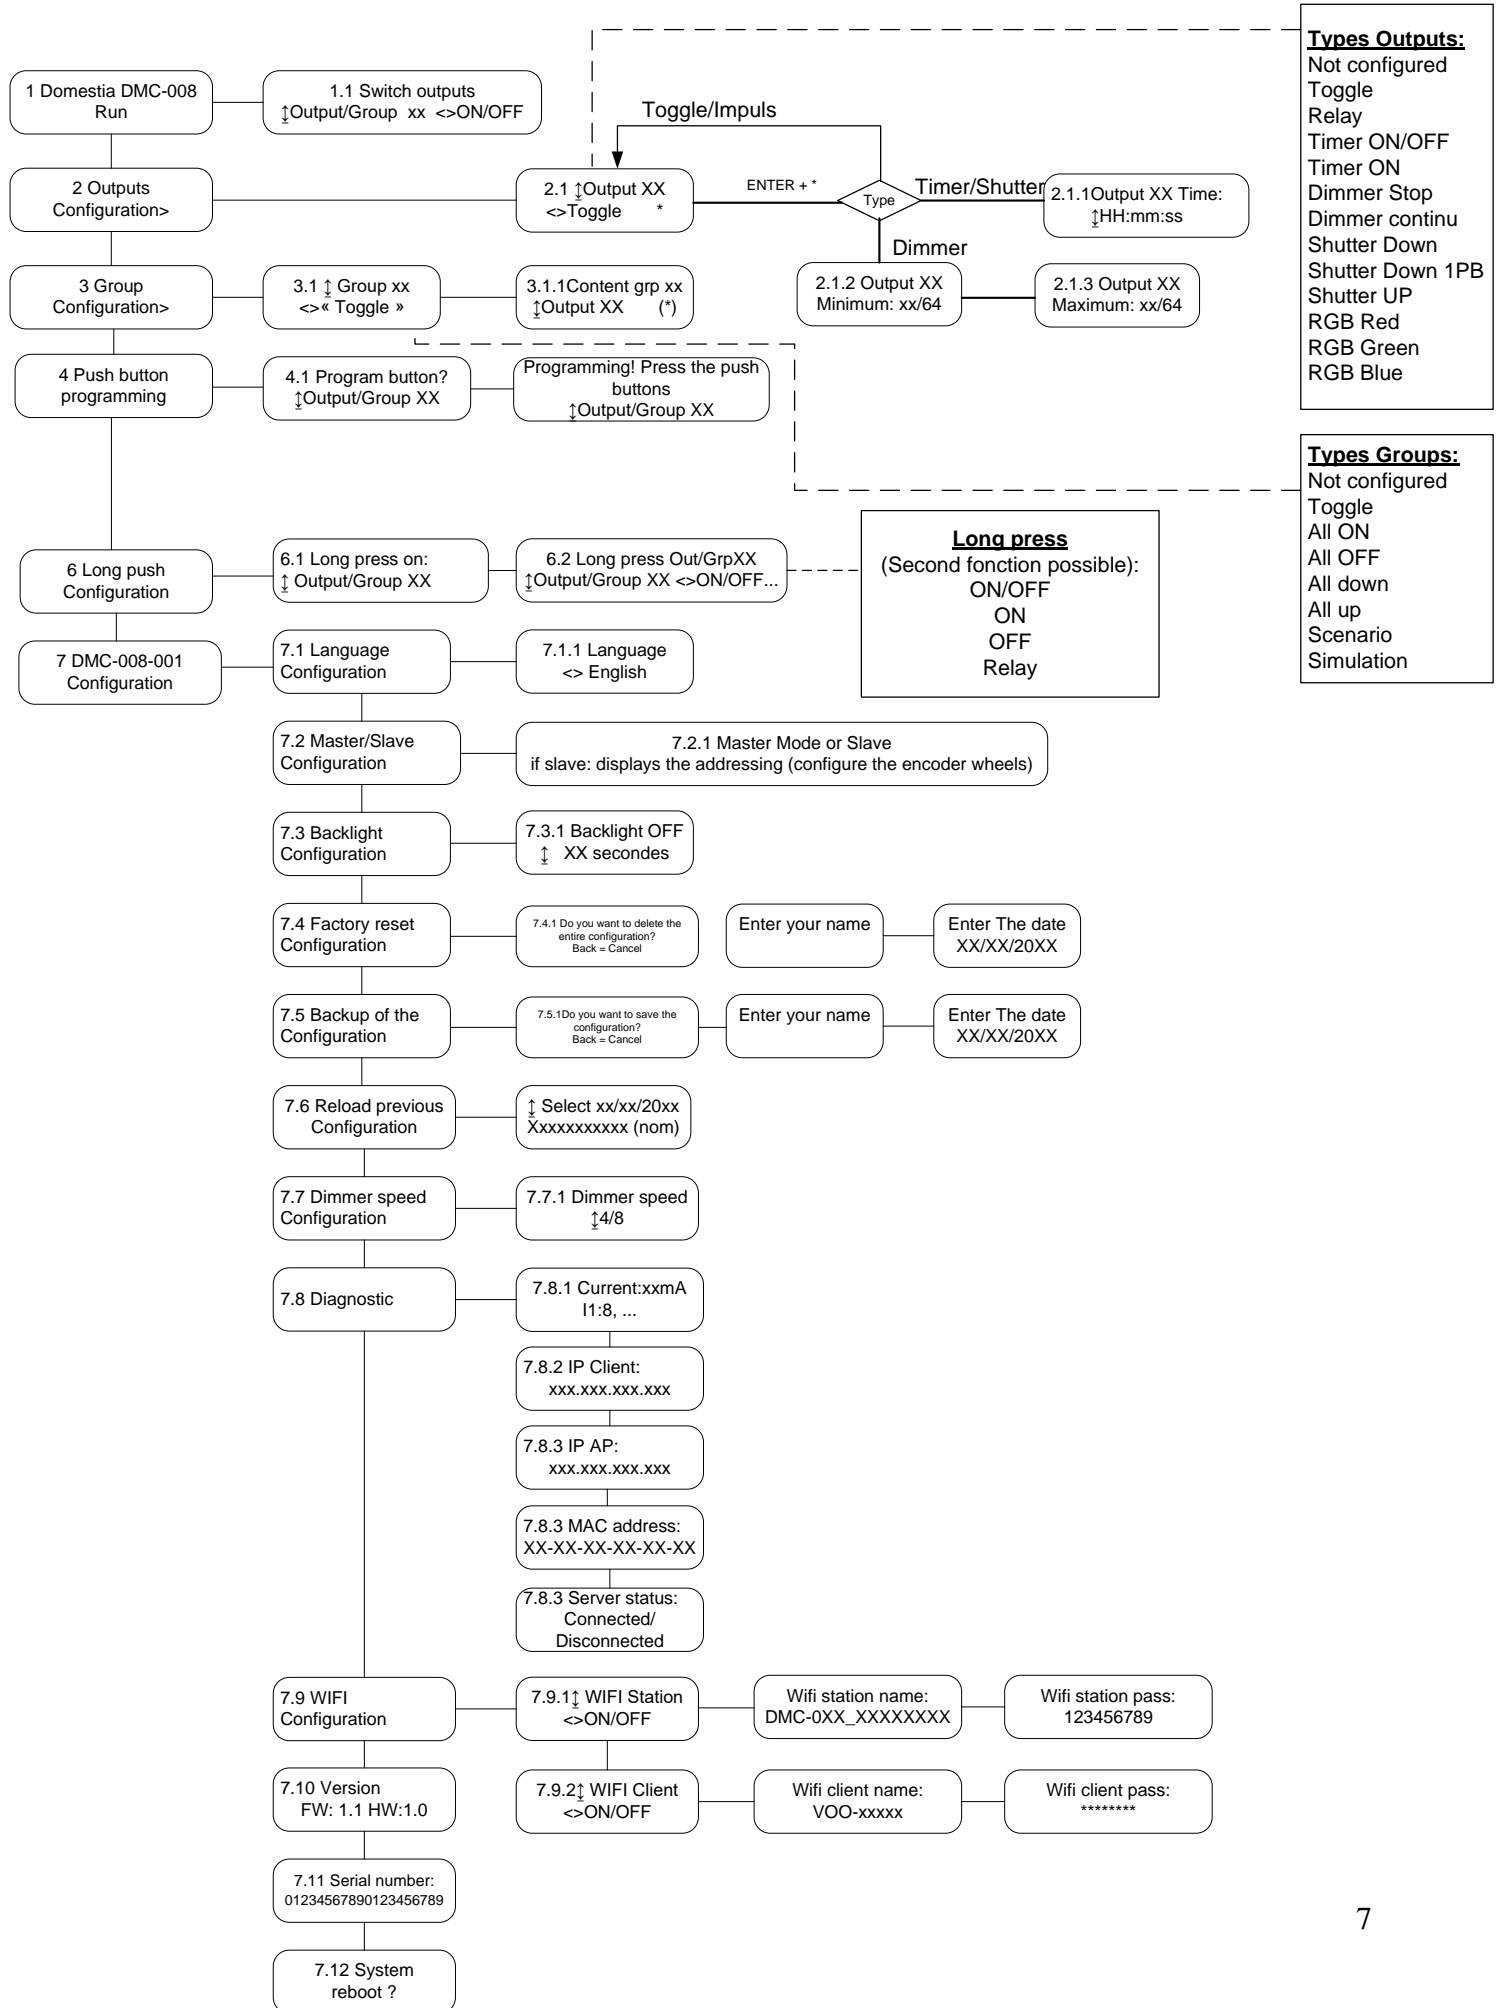 1 Domestia DMC-008
Run
1.1 Switch outputs
↕Output/Group xx <>ON/OFF
2 Outputs
Configuration>
2.1 ↕Output XX
<>Toggle *
ENTER + *
Toggle/Impuls
Type
Timer/Shutter
2.1.1Output XX Time:
↕HH:mm:ss
Dimmer
2.1.2 Output XX
Minimum: xx/64
2.1.3 Output XX
Maximum: xx/64
Types Outputs:
Not configured
Toggle
Relay
Timer ON/OFF
Timer ON
Dimmer Stop
Dimmer continu
Shutter Down
Shutter Down 1PB
Shutter UP
RGB Red
RGB Green
RGB Blue
3 Group
Configuration>
3.1 ↕ Group xx
<>« Toggle »
3.1.1Content grp xx
↕Output XX (*)
4 Push button
programming
4.1 Program button?
↕Output/Group XX
Programming! Press the push
buttons
↕Output/Group XX
Types Groups:
Not configured
Toggle
All ON
All OFF
All down
All up
Scenario
Simulation
6 Long push
Configuration
6.1 Long press on:
↕ Output/Group XX
6.2 Long press Out/GrpXX
↕Output/Group XX <>ON/OFF...
Long press
(Second fonction possible):
ON/OFF
ON
OFF
Relay
7 DMC-008-001
Configuration
7.1 Language
Configuration
7.1.1 Language
<> English
7.2 Master/Slave
Configuration
7.2.1 Master Mode or Slave
if slave: displays the addressing (configure the encoder wheels)
7.3 Backlight
Configuration
7.3.1 Backlight OFF
↕ XX secondes
7.4 Factory reset
Configuration
7.4.1 Do you want to delete the
entire configuration?
Back = Cancel
Enter your name
Enter The date
XX/XX/20XX
7.5 Backup of the
Configuration
7.5.1Do you want to save the
configuration?
Back = Cancel
Enter your name
Enter The date
XX/XX/20XX
7.6 Reload previous
Configuration
↕ Select xx/xx/20xx
Xxxxxxxxxxx (nom)
7.7 Dimmer speed
Configuration
7.7.1 Dimmer speed
↕4/8
7.8 Diagnostic
7.8.1 Current:xxmA
I1:8, ...
7.8.2 IP Client:
xxx.xxx.xxx.xxx
7.8.3 IP AP:
xxx.xxx.xxx.xxx
7.8.3 MAC address:
XX-XX-XX-XX-XX-XX
7.8.3 Server status:
Connected/
Disconnected
7.9 WIFI
Configuration
7.9.1↕ WIFI Station
<>ON/OFF
Wifi station name:
DMC-0XX_XXXXXXXX
Wifi station pass:
123456789
7.10 Version
FW: 1.1 HW:1.0
7.9.2↕ WIFI Client
<>ON/OFF
Wifi client name:
VOO-xxxxx
Wifi client pass:
********
7.11 Serial number:
01234567890123456789
7.12 System
reboot ?
7